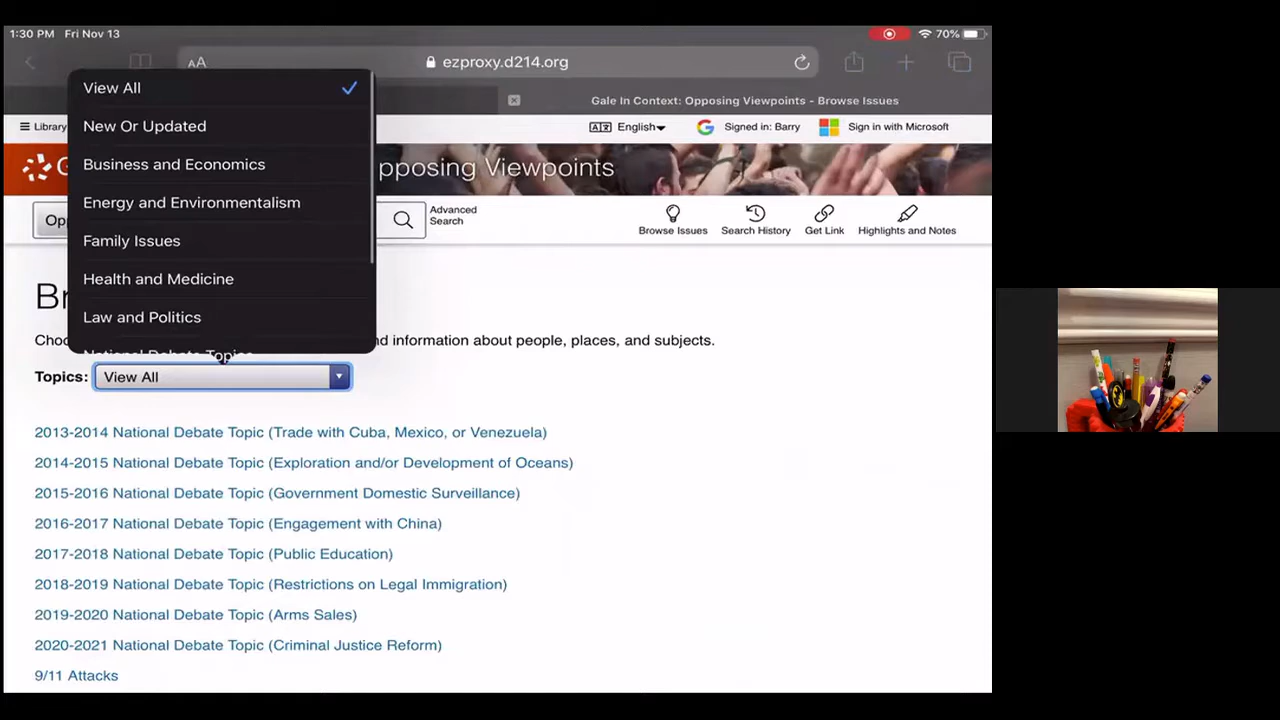 1:30 PM Fri Nov 13
70%
AA
ezproxy.d214.org
View All
Gale In Context: Opposing Viewpoints - Browse Issues
New Or Updated
Library
English
Signed in: Barry
Sign in with Microsoft
Business and Economics
pposing Viewpoints
Energy and Environmentalism
Opp
Advanced
Search
Browse Issues
Search History
Get Link
Highlights and Notes
Family Issues
Health and Medicine
Br
Law and Politics
Choo
nd information about people, places, and subjects.
National Debate Topics
Topics:
View All
2013-2014 National Debate Topic (Trade with Cuba, Mexico, or Venezuela)
2014-2015 National Debate Topic (Exploration and/or Development of Oceans)
2015-2016 National Debate Topic (Government Domestic Surveillance)
2016-2017 National Debate Topic (Engagement with China)
2017-2018 National Debate Topic (Public Education)
2018-2019 National Debate Topic (Restrictions on Legal Immigration)
2019-2020 National Debate Topic (Arms Sales)
2020-2021 National Debate Topic (Criminal Justice Reform)
9/11 Attacks